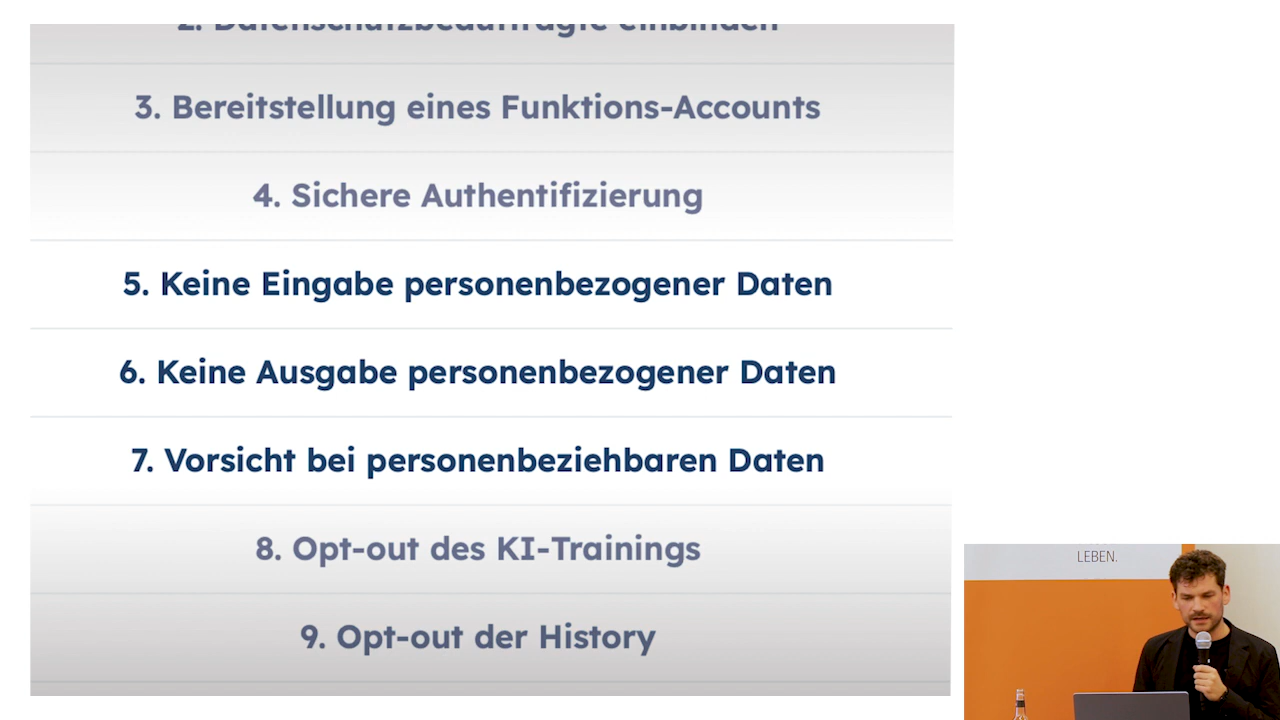 2. Datenschutzbeauftragte einbinden
3. Bereitstellung eines Funktions-Accounts
4. Sichere Authentifizierung
5. Keine Eingabe personenbezogener Daten
6. Keine Ausgabe personenbezogener Daten
7. Vorsicht bei personenbeziehbaren Daten
8. Opt-out des KI-Trainings
9. Opt-out der History
LEBEN.